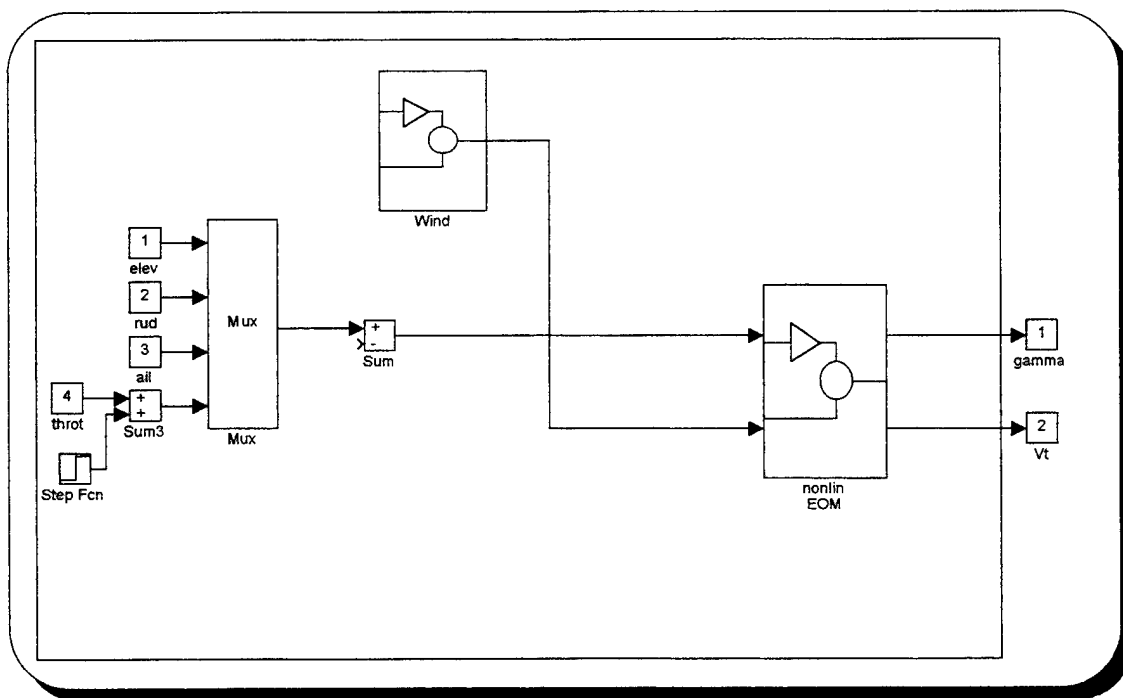 Wind
1
elev
2
rud
3
ail
4
throt
+
+
Sum3
Step Fcn
Mux
Mux
+
-
Sum
nonlin
EOM
1
gamma
2
Vt